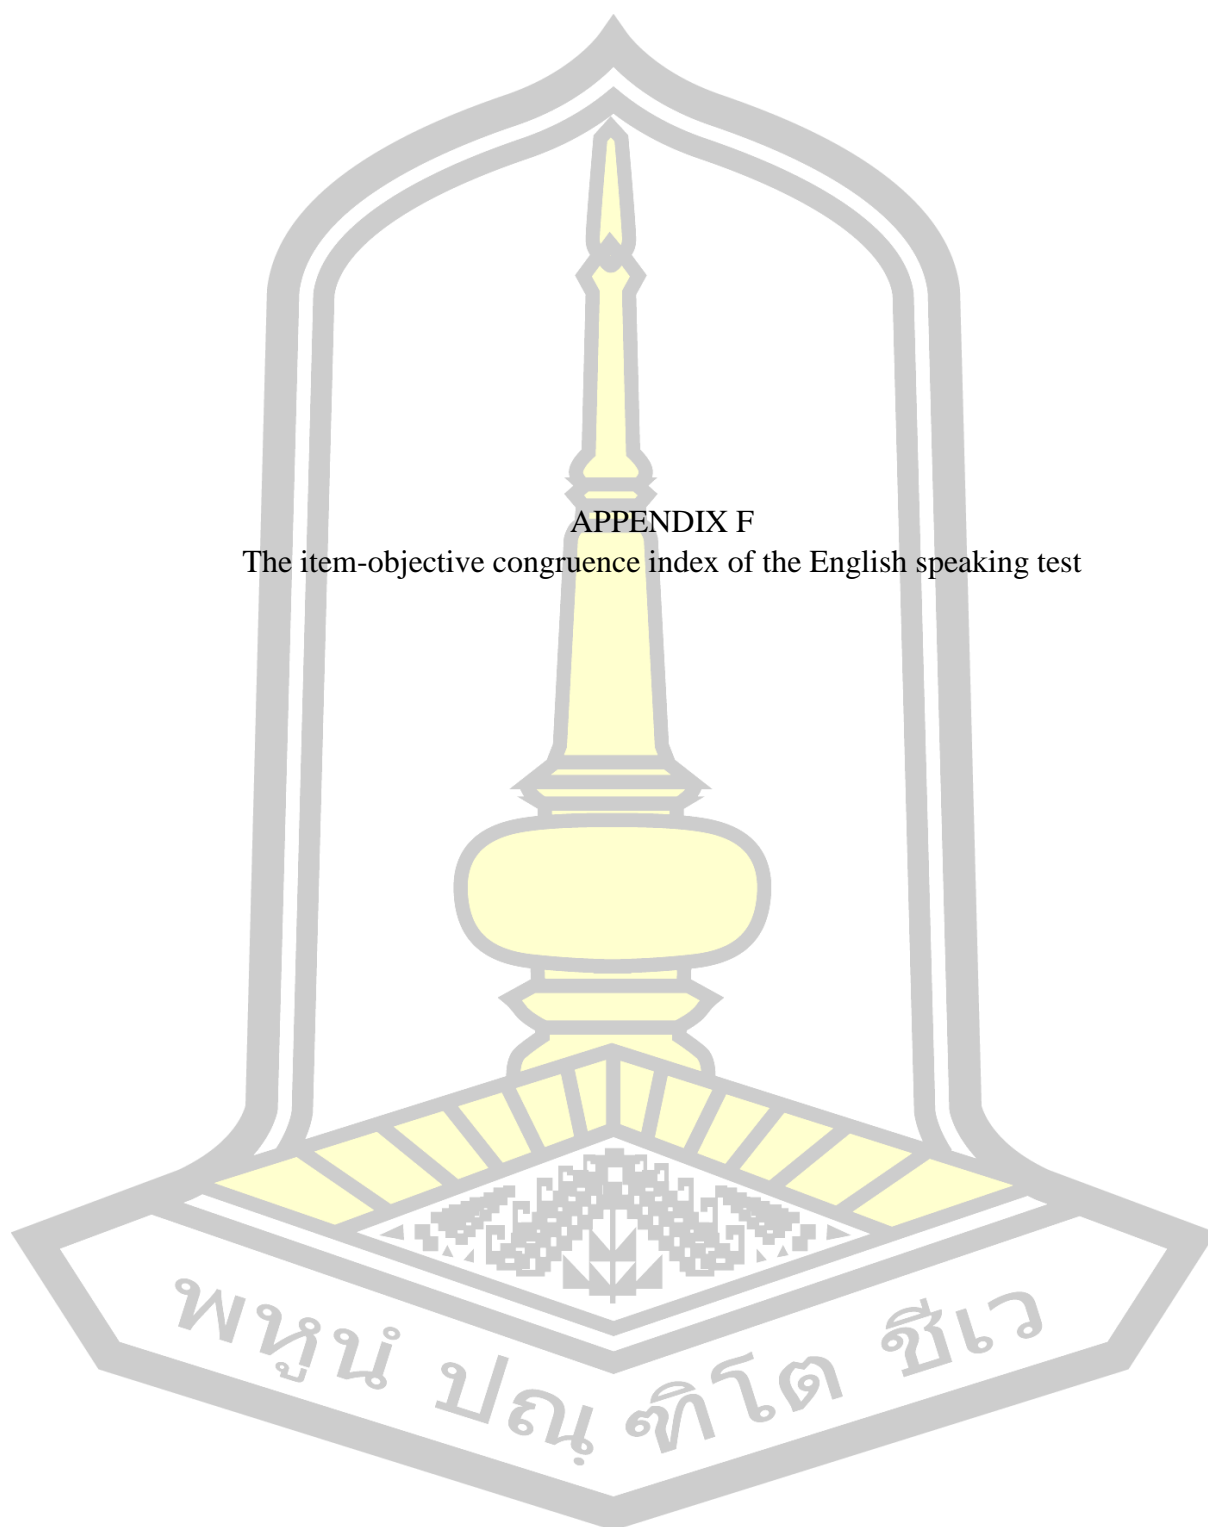 APPENDIX F
The item-objective congruence index of the English speaking test
พหูนํ ปณฺ ฑิโต ชีเว